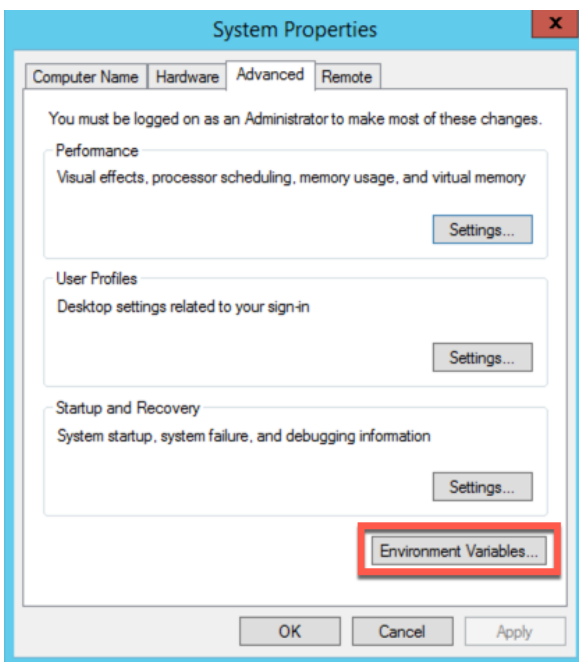 System Properties
x
Computer Name Hardware Advanced Remote
You must be logged on as an Administrator to make most of these changes.
Performance
Visual effects, processor scheduling, memory usage, and virtual memory
Settings...
User Profiles
Desktop settings related to your sign-in
Settings...
Startup and Recovery
System startup, system failure, and debugging information
Settings...
Environment Variables...
OK Cancel Apply